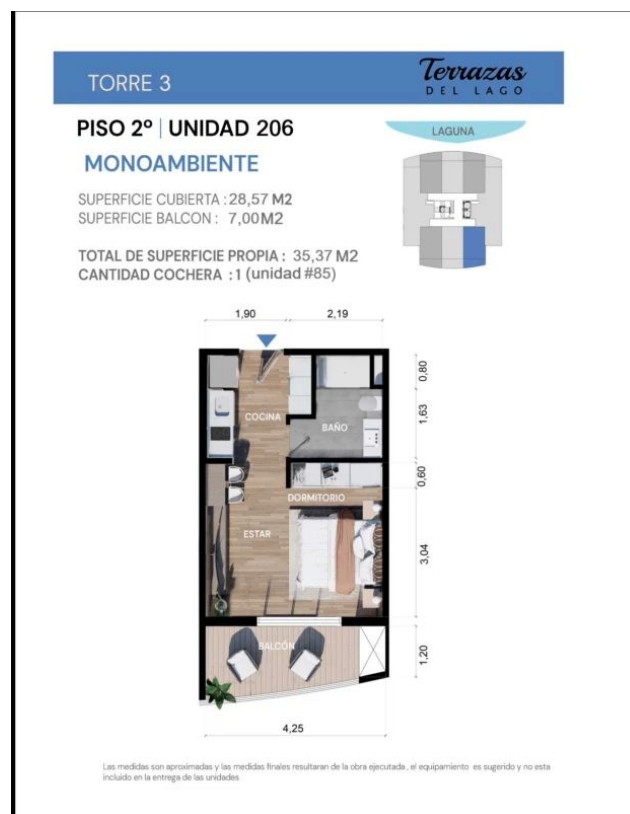 TORRE 3
Terrazas
DEL LAGO
PISO 2º | UNIDAD 206
MONOAMBIENTE
LAGUNA
SUPERFICIE CUBIERTA : 28,57 M2
SUPERFICIE BALCON : 7,00 M2
TOTAL DE SUPERFICIE PROPIA : 35,37 M2
CANTIDAD COCHERA : 1 (unidad #85)
1,90
2,19
0,80
COCINA
BAÑO
1,63
0,60
DORMITORIO
ESTAR
3,04
BALCÓN
1,20
4,25
Las medidas son aproximadas y las medidas finales resultaran de la obra ejecutada , el equipamiento es sugerido y no esta
incluido en la entrega de las unidades